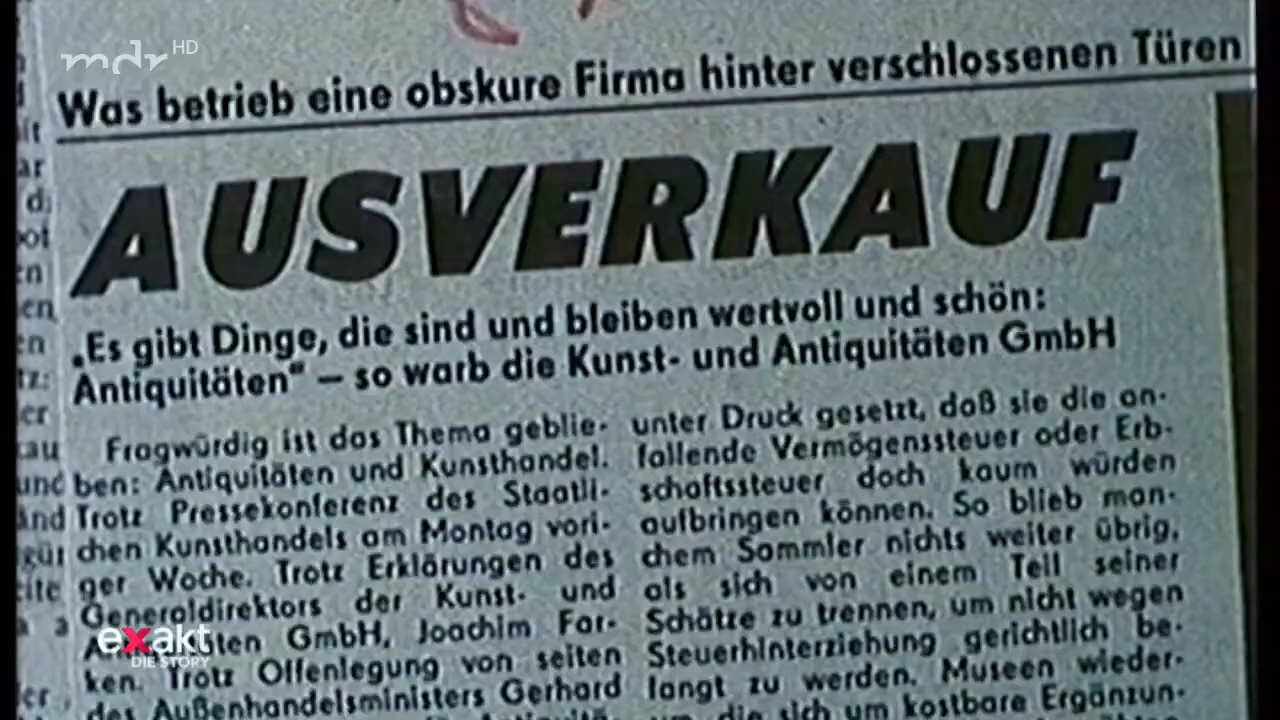 mdr HD
Was betrieb eine obskure Firma hinter verschlossenen Türen
AUSVERKAUF
„Es gibt Dinge, die sind und bleiben wertvoll und schön:
Antiquitäten“ – so warb die Kunst- und Antiquitäten GmbH
Fragwürdig ist das Thema geblie-
ben: Antiquitäten und Kunsthandel.
Trotz Pressekonferenz des Staatli-
chen Kunsthandels am Montag vori-
ger Woche. Trotz Erklärungen des
Generaldirektors der Kunst- und
GmbH, Joachim Far-
ken. Trotz Offenlegung von seiten
des Außenhandelsministers Gerhard
unter Druck gesetzt, daß sie die an-
fallende Vermögenssteuer oder Erb-
schaftssteuer doch kaum würden
aufbringen können. So blieb man-
chem Sammler nichts weiter übrig,
als sich von einem Teil seiner
Schätze zu trennen, um nicht wegen
Steuerhinterziehung gerichtlich be-
langt zu werden. Museen wieder-
um, die sich um kostbare Ergänzun-
exakt
DIE STORY